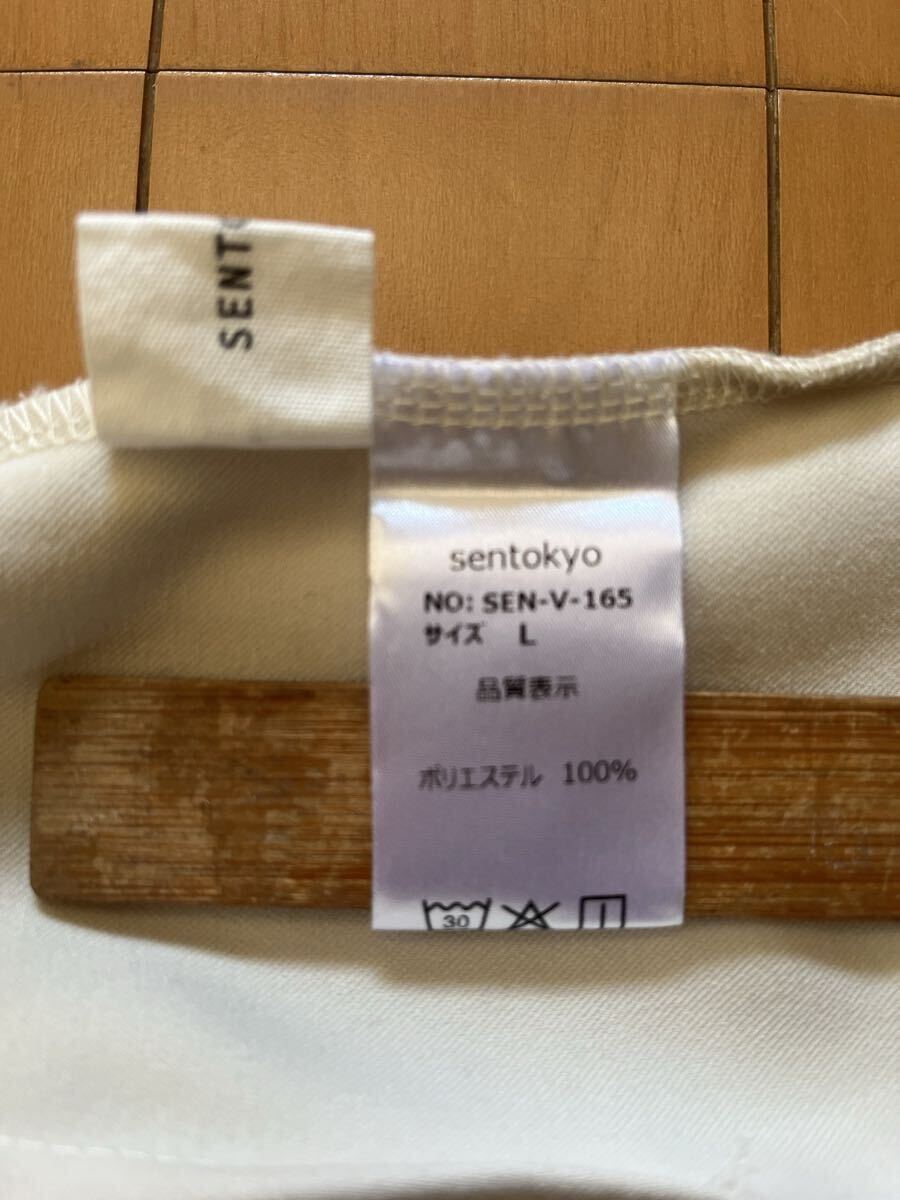 SENT
sentokyo
NO: SEN-V-165
サイズ L
品質表示
ポリエステル 100%
30